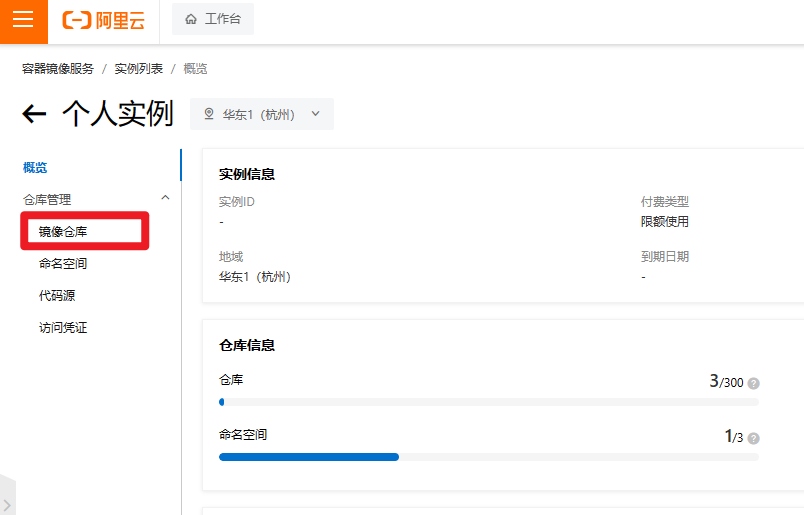 阿里云 工作台
容器镜像服务 / 实例列表 / 概览
个人实例 华东1（杭州）
概览
仓库管理
镜像仓库
命名空间
代码源
访问凭证
实例信息
实例ID 付费类型
- 限额使用
地域 到期日期
华东1（杭州） -
仓库信息
仓库 3/300
命名空间 1/3